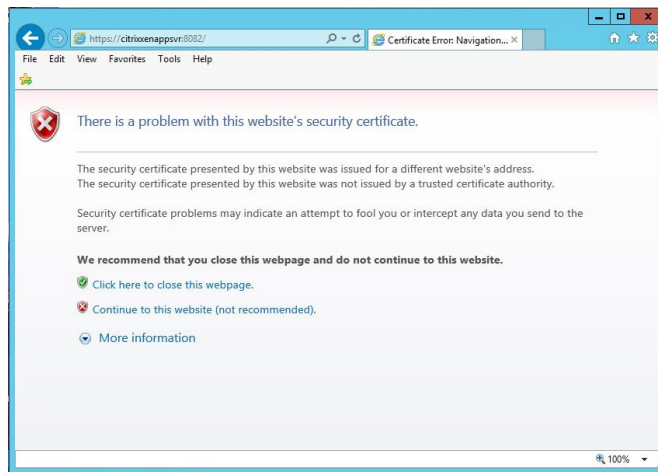 https://citrixxenappsvr:8082/
Certificate Error: Navigation...
File Edit View Favorites Tools Help
There is a problem with this website's security certificate.
The security certificate presented by this website was issued for a different website's address.
The security certificate presented by this website was not issued by a trusted certificate authority.
Security certificate problems may indicate an attempt to fool you or intercept any data you send to the
server.
We recommend that you close this webpage and do not continue to this website.
Click here to close this webpage.
Continue to this website (not recommended).
More information
100%